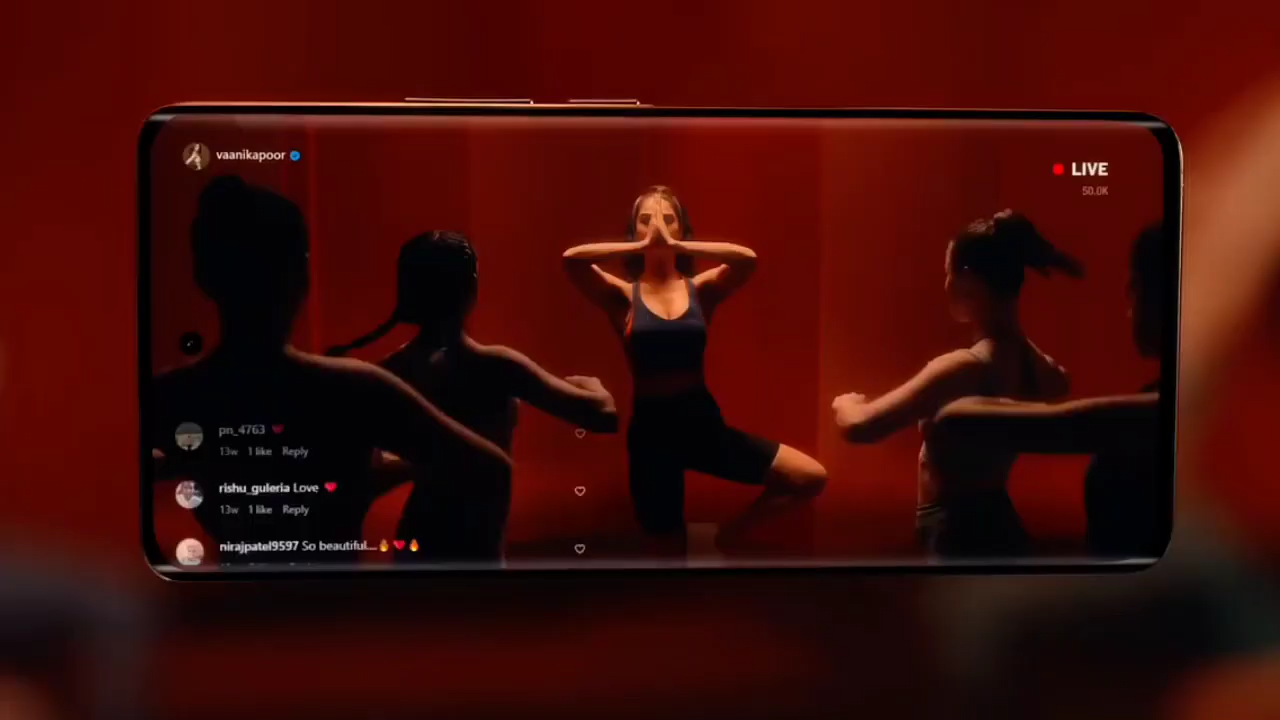 vaanikapoor
LIVE
50.0K
pn_4763 ❤️
13w 1 like Reply
rishu_guleria Love ❤️
13w 1 like Reply
nirajpatel9597 So beautiful....🔥❤️🔥